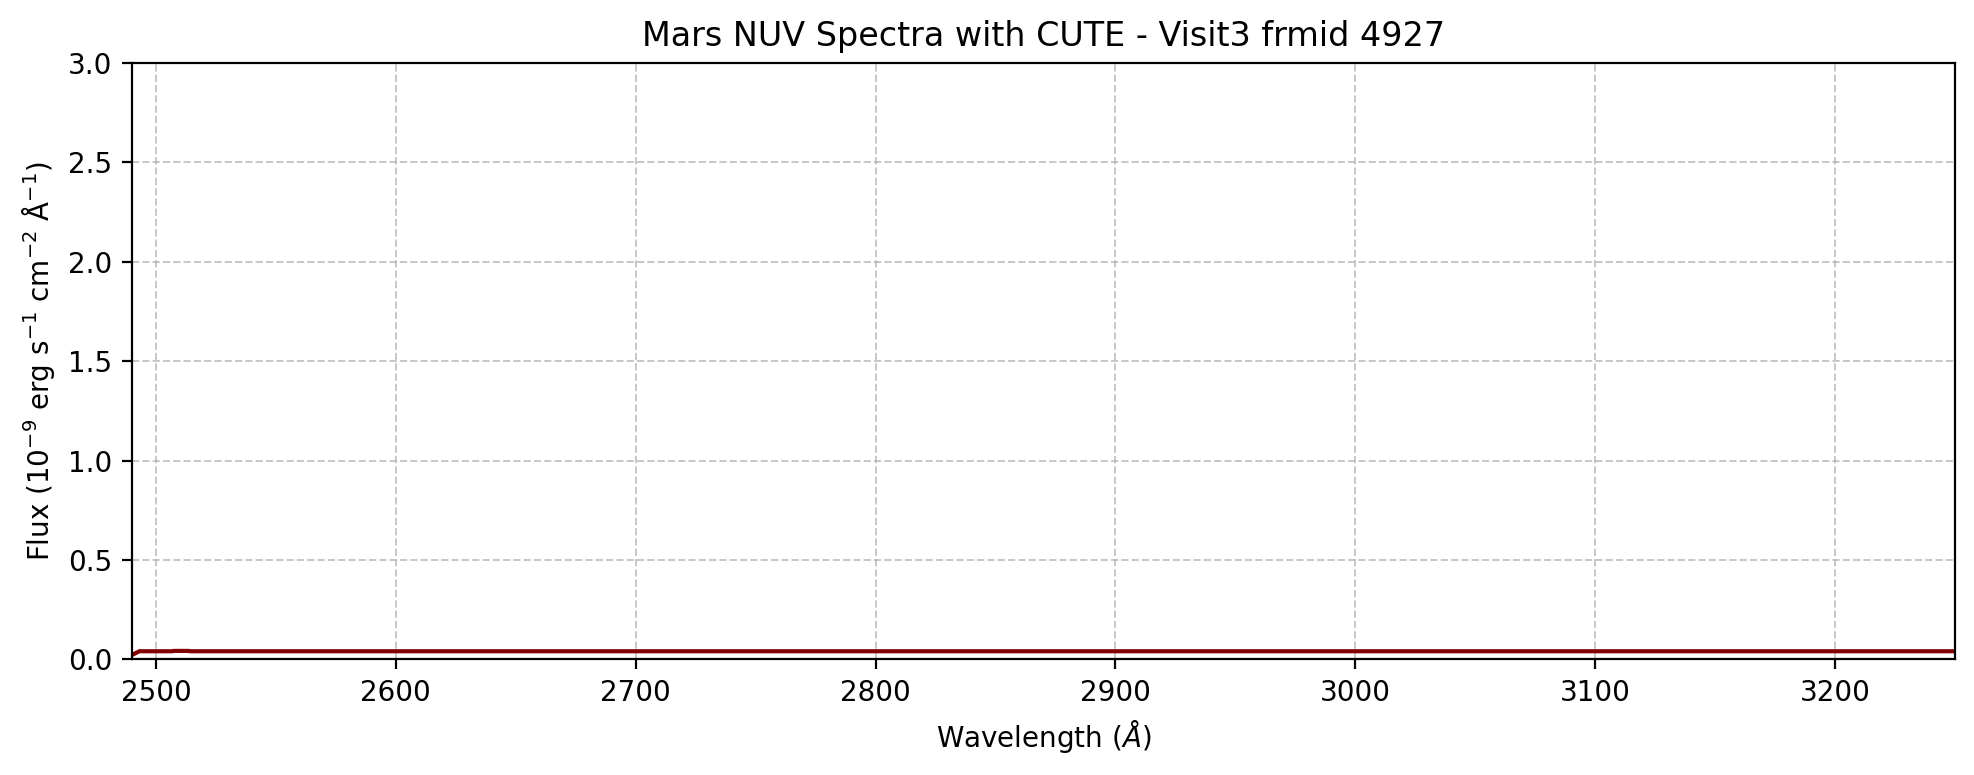 Mars NUV Spectra with CUTE - Visit3 frmid 4927
Flux (10⁻⁹ erg s⁻¹ cm⁻² Å⁻¹)
3.0
2.5
2.0
1.5
1.0
0.5
0.0
2500 2600 2700 2800 2900 3000 3100 3200
Wavelength (Å)